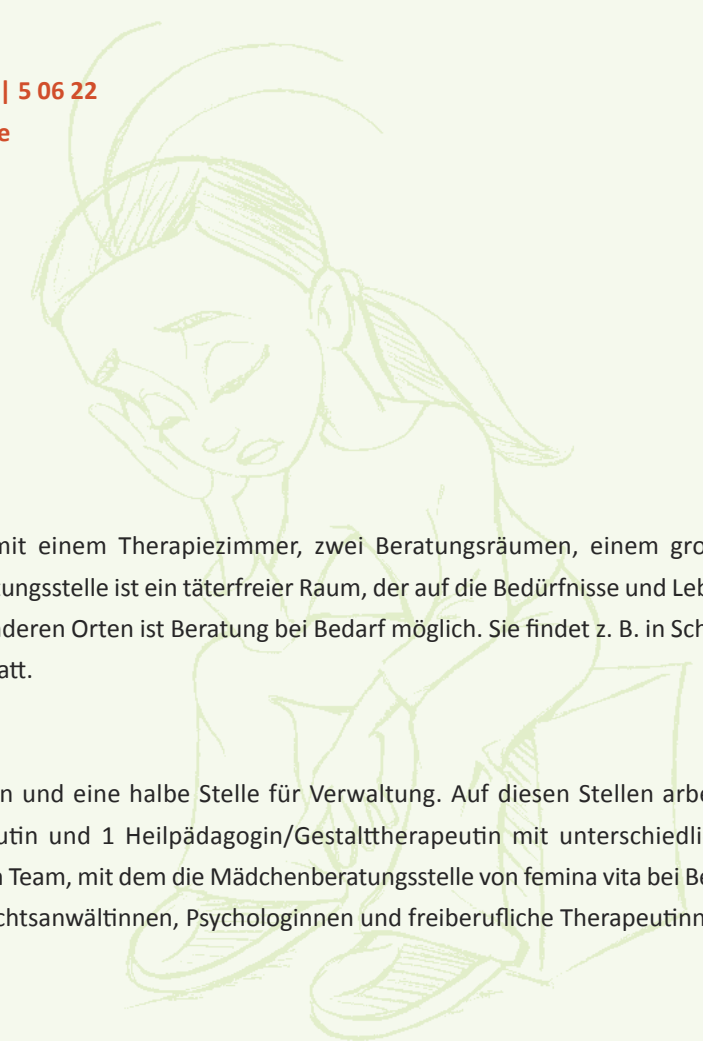 | 5 06 22
e
mit einem Therapiezimmer, zwei Beratungsräumen, einem gro
tungsstelle ist ein täterfreier Raum, der auf die Bedürfnisse und Leb
nderen Orten ist Beratung bei Bedarf möglich. Sie findet z. B. in Sch
att.
n und eine halbe Stelle für Verwaltung. Auf diesen Stellen arbe
utin und 1 Heilpädagogin/Gestalttherapeutin mit unterschiedli
n Team, mit dem die Mädchenberatungsstelle von femina vita bei Be
chtsanwältinnen, Psychologinnen und freiberufliche Therapeutinn